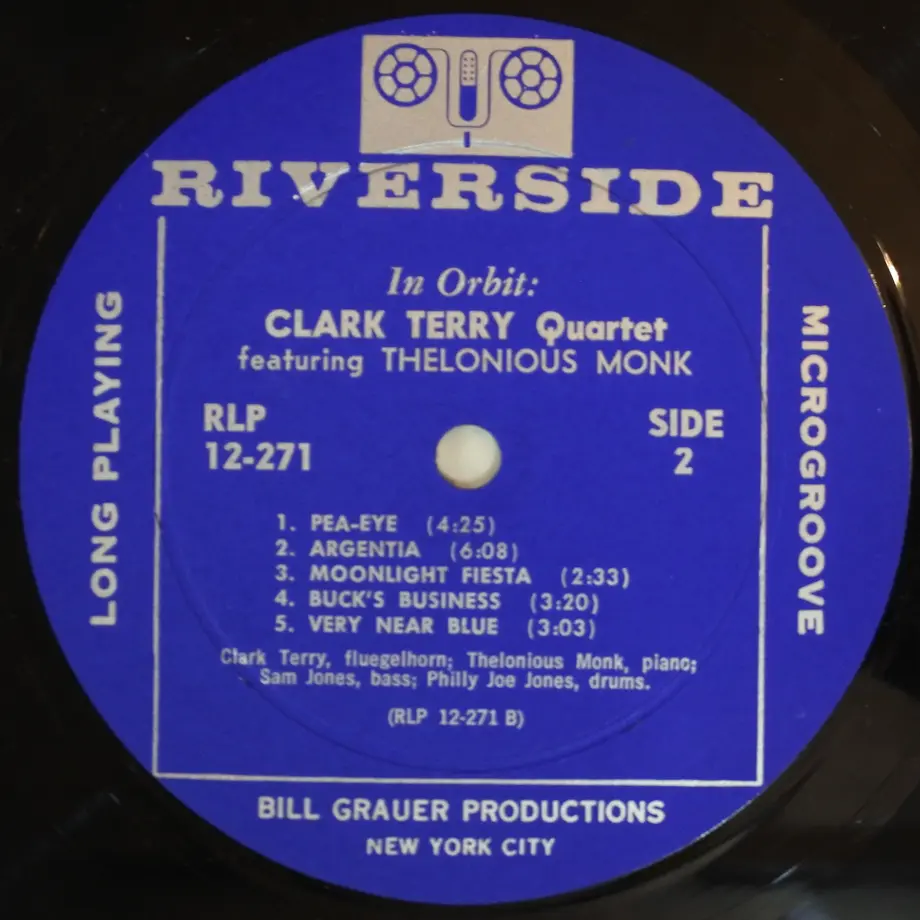 RIVERSIDE
In Orbit:
CLARK TERRY Quartet
featuring THELONIOUS MONK
RLP
12-271
SIDE
2
LONG PLAYING
MICROGROOVE
1. PEA-EYE (4:25)
2. ARGENTIA (6:08)
3. MOONLIGHT FIESTA (2:33)
4. BUCK'S BUSINESS (3:20)
5. VERY NEAR BLUE (3:03)
Clark Terry, fluegelhorn; Thelonious Monk, piano;
Sam Jones, bass; Philly Joe Jones, drums.
(RLP 12-271 B)
BILL GRAUER PRODUCTIONS
NEW YORK CITY